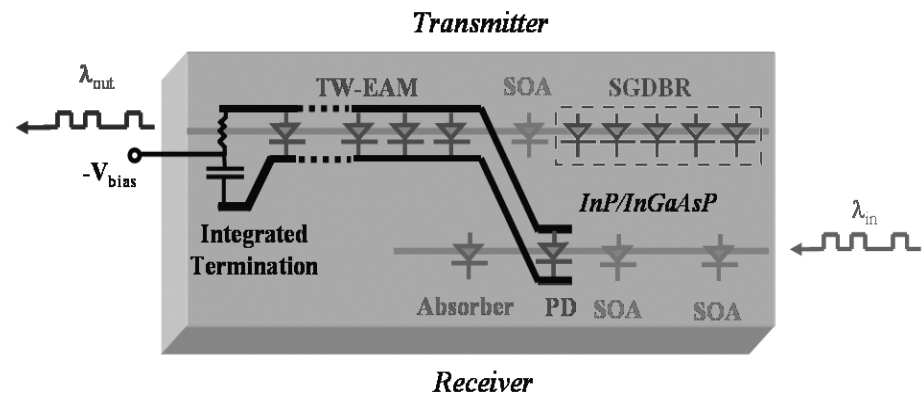 Transmitter
λout
TW-EAM
SOA
SGDBR
-Vbias
InP/InGaAsP
λin
Integrated
Termination
Absorber
PD
SOA
SOA
Receiver